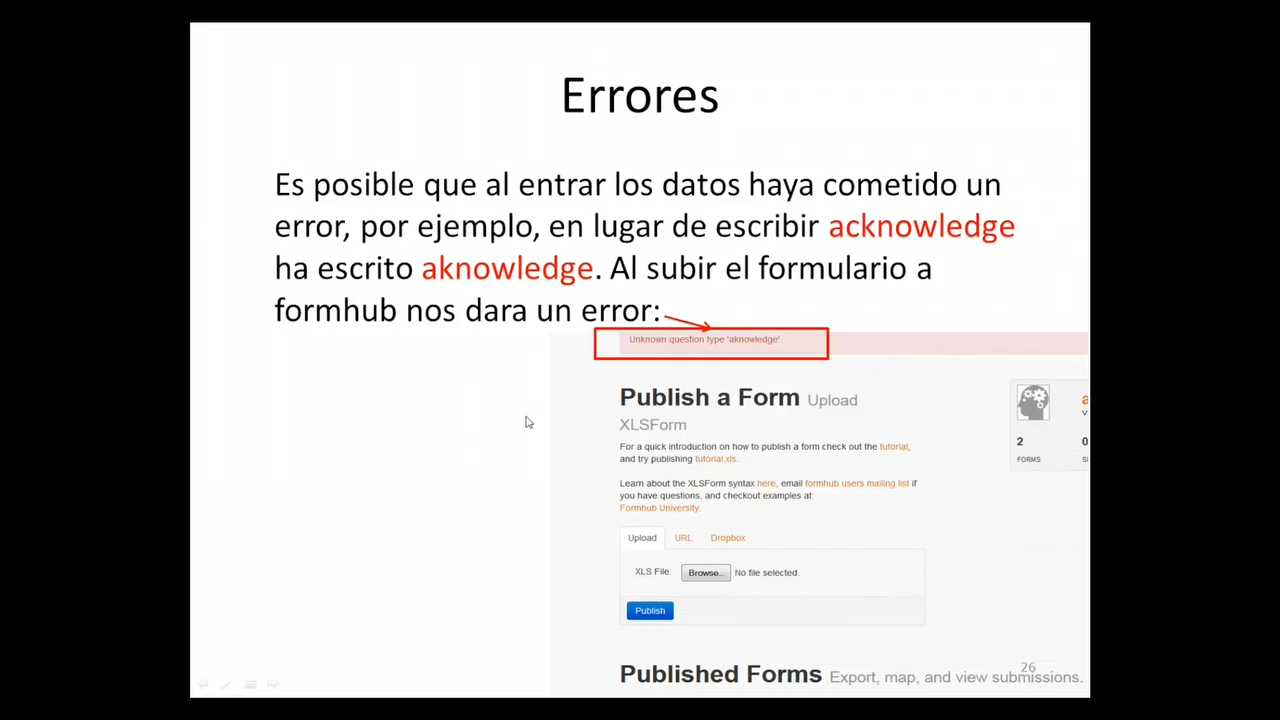 Errores
Es posible que al entrar los datos haya cometido un
error, por ejemplo, en lugar de escribir acknowledge
ha escrito aknowledge. Al subir el formulario a
formhub nos dara un error:
Unknown question type 'aknowledge'.
Publish a Form Upload
XLSForm
For a quick introduction on how to publish a form check out the tutorial,
and try publishing tutorial.xls.
Learn about the XLSForm syntax here, email formhub users mailing list if
you have questions, and checkout examples at:
Formhub University.
Upload URL Dropbox
XLS File: Browse... No file selected.
Publish
2
FORMS
Published Forms Export, map, and view submissions.
26